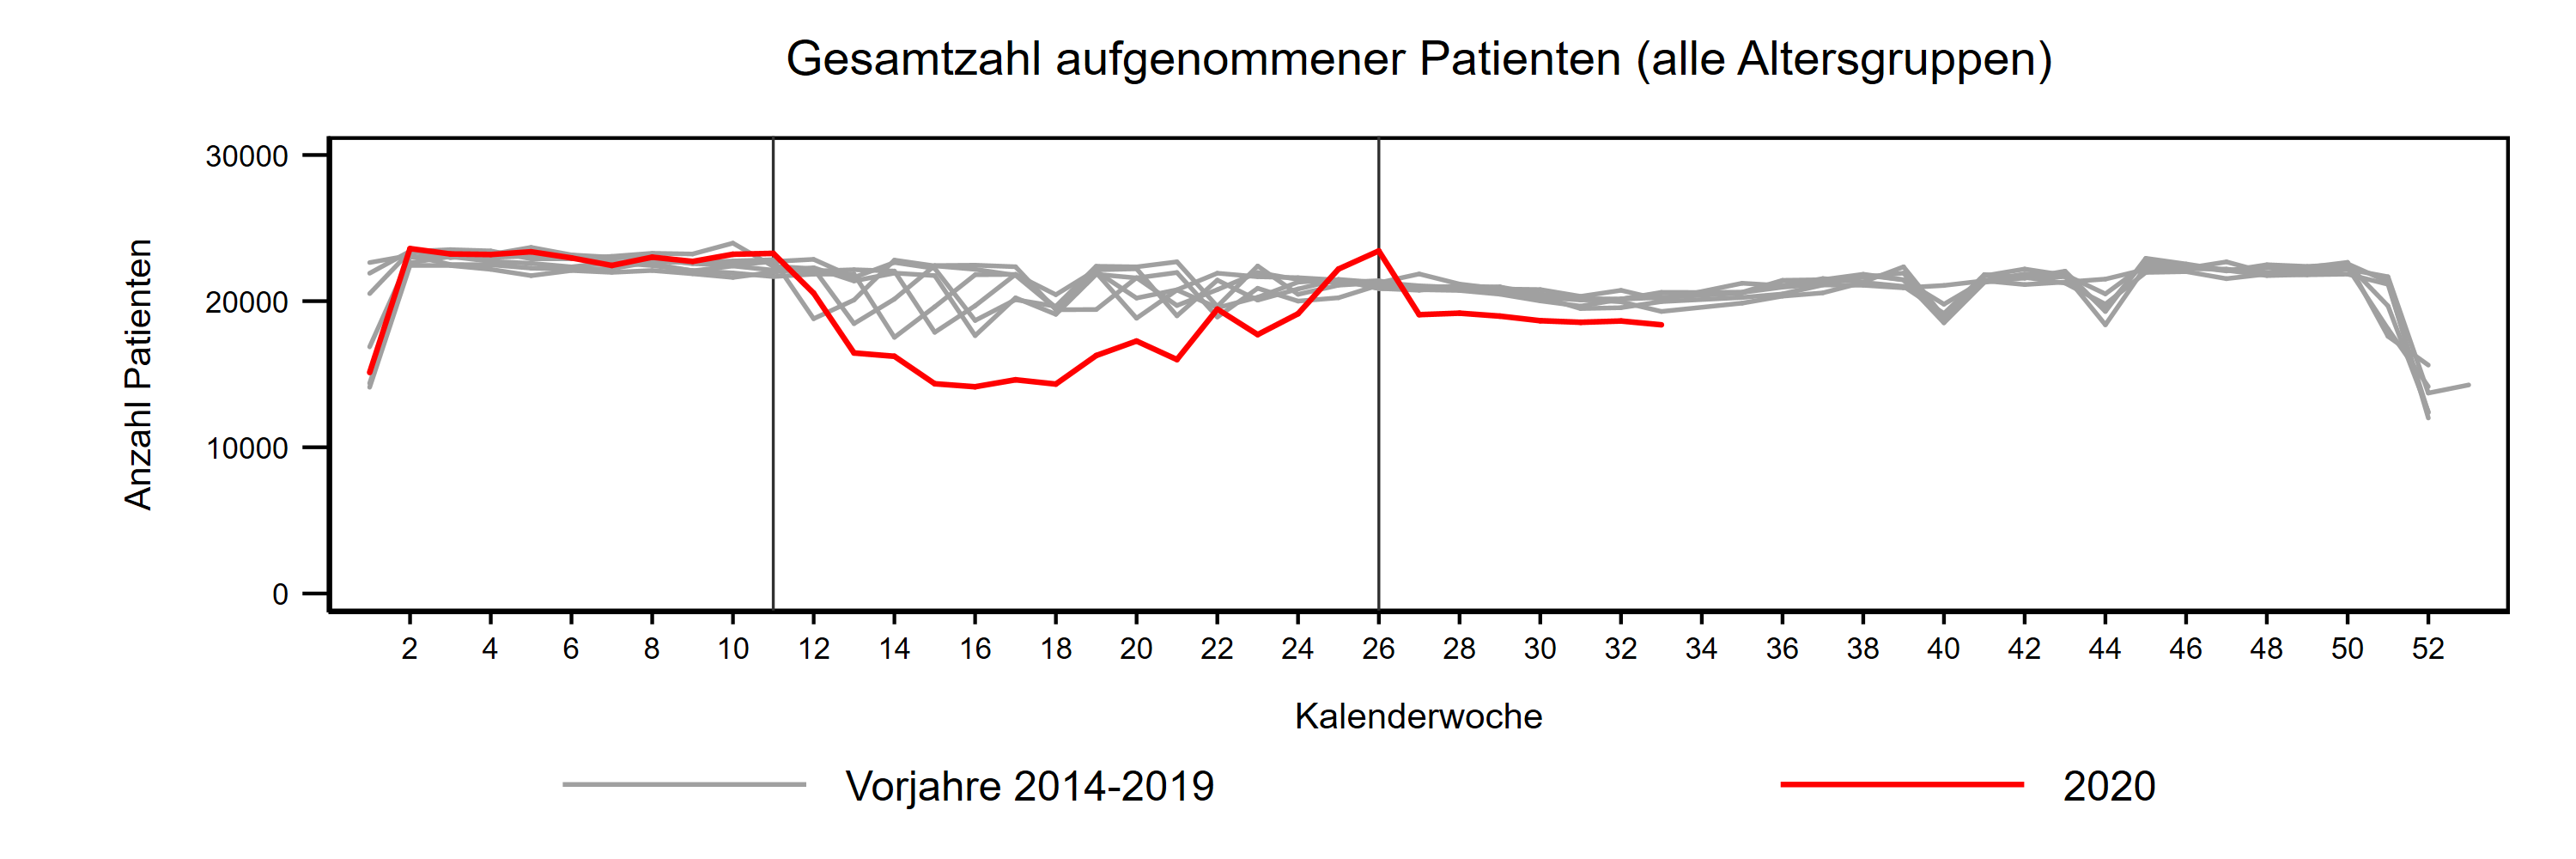 Gesamtzahl aufgenommener Patienten (alle Altersgruppen)
Anzahl Patienten
30000
20000
10000
0
2 4 6 8 10 12 14 16 18 20 22 24 26 28 30 32 34 36 38 40 42 44 46 48 50 52
Kalenderwoche
Vorjahre 2014-2019 2020